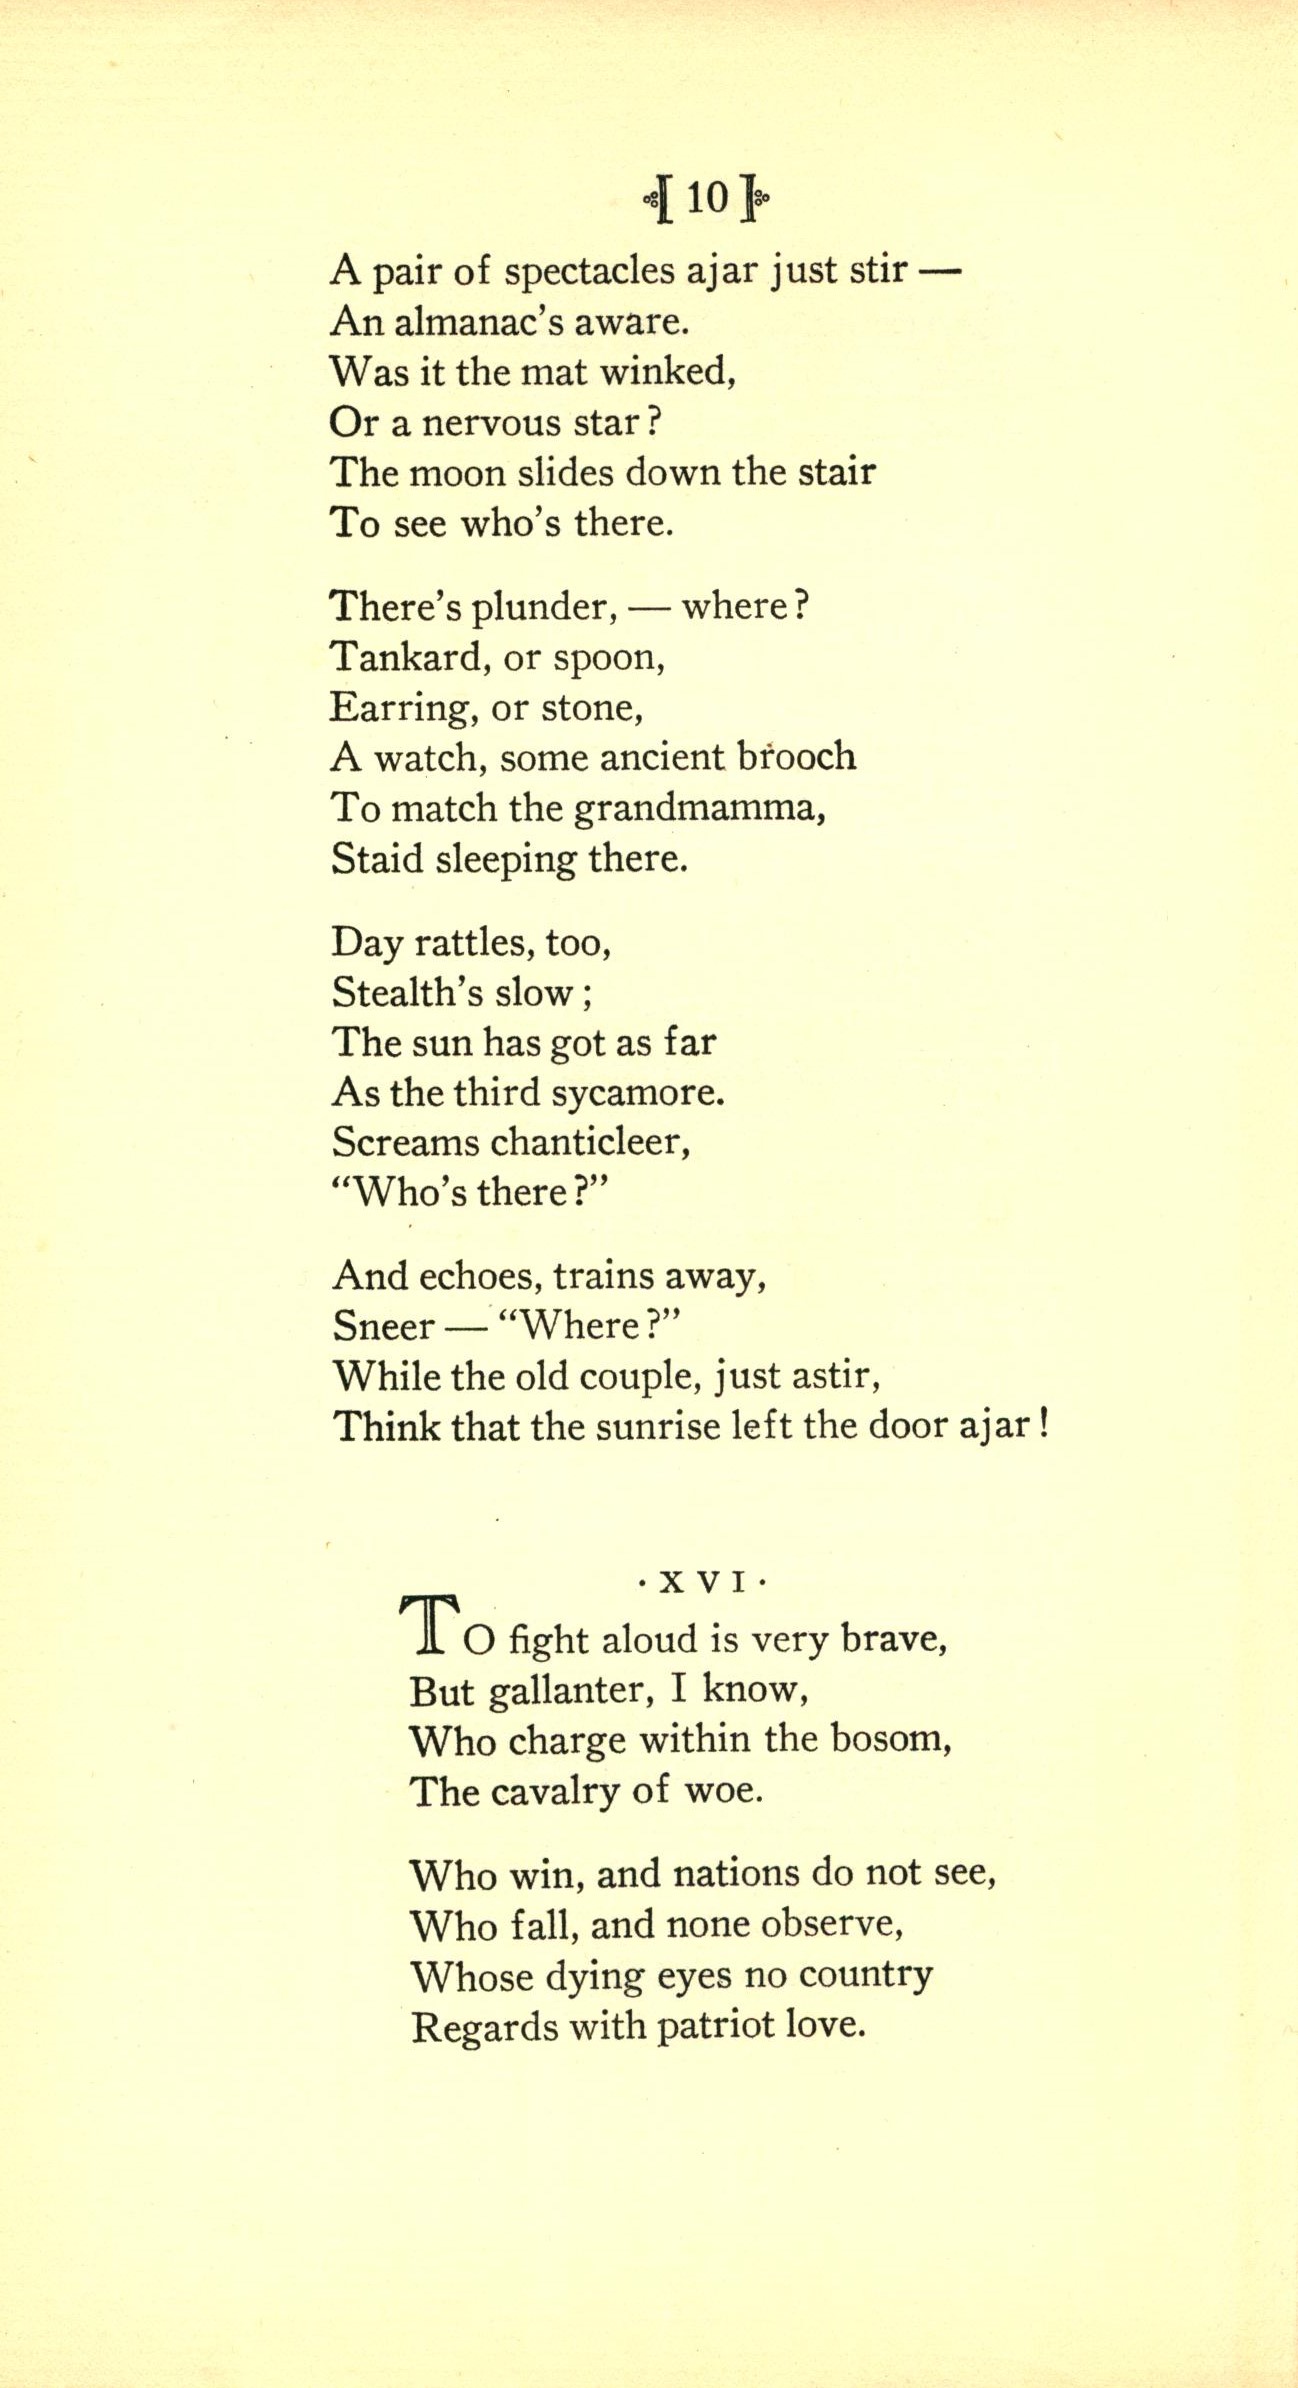 [ 10 ]
A pair of spectacles ajar just stir —
An almanac's aware.
Was it the mat winked,
Or a nervous star?
The moon slides down the stair
To see who's there.
There's plunder, — where?
Tankard, or spoon,
Earring, or stone,
A watch, some ancient brooch
To match the grandmamma,
Staid sleeping there.
Day rattles, too,
Stealth's slow;
The sun has got as far
As the third sycamore.
Screams chanticleer,
“Who's there?”
And echoes, trains away,
Sneer — “Where?”
While the old couple, just astir,
Think that the sunrise left the door ajar!
· X V I ·
TO fight aloud is very brave,
But gallanter, I know,
Who charge within the bosom,
The cavalry of woe.
Who win, and nations do not see,
Who fall, and none observe,
Whose dying eyes no country
Regards with patriot love.